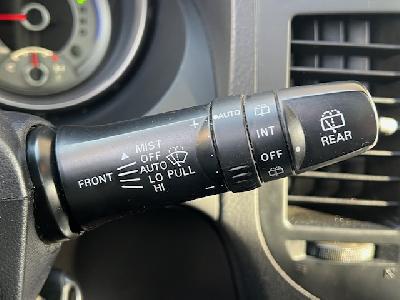 MIST
OFF
AUTO
FRONT
LO PULL
HI
+
AUTO
-
INT
OFF
REAR